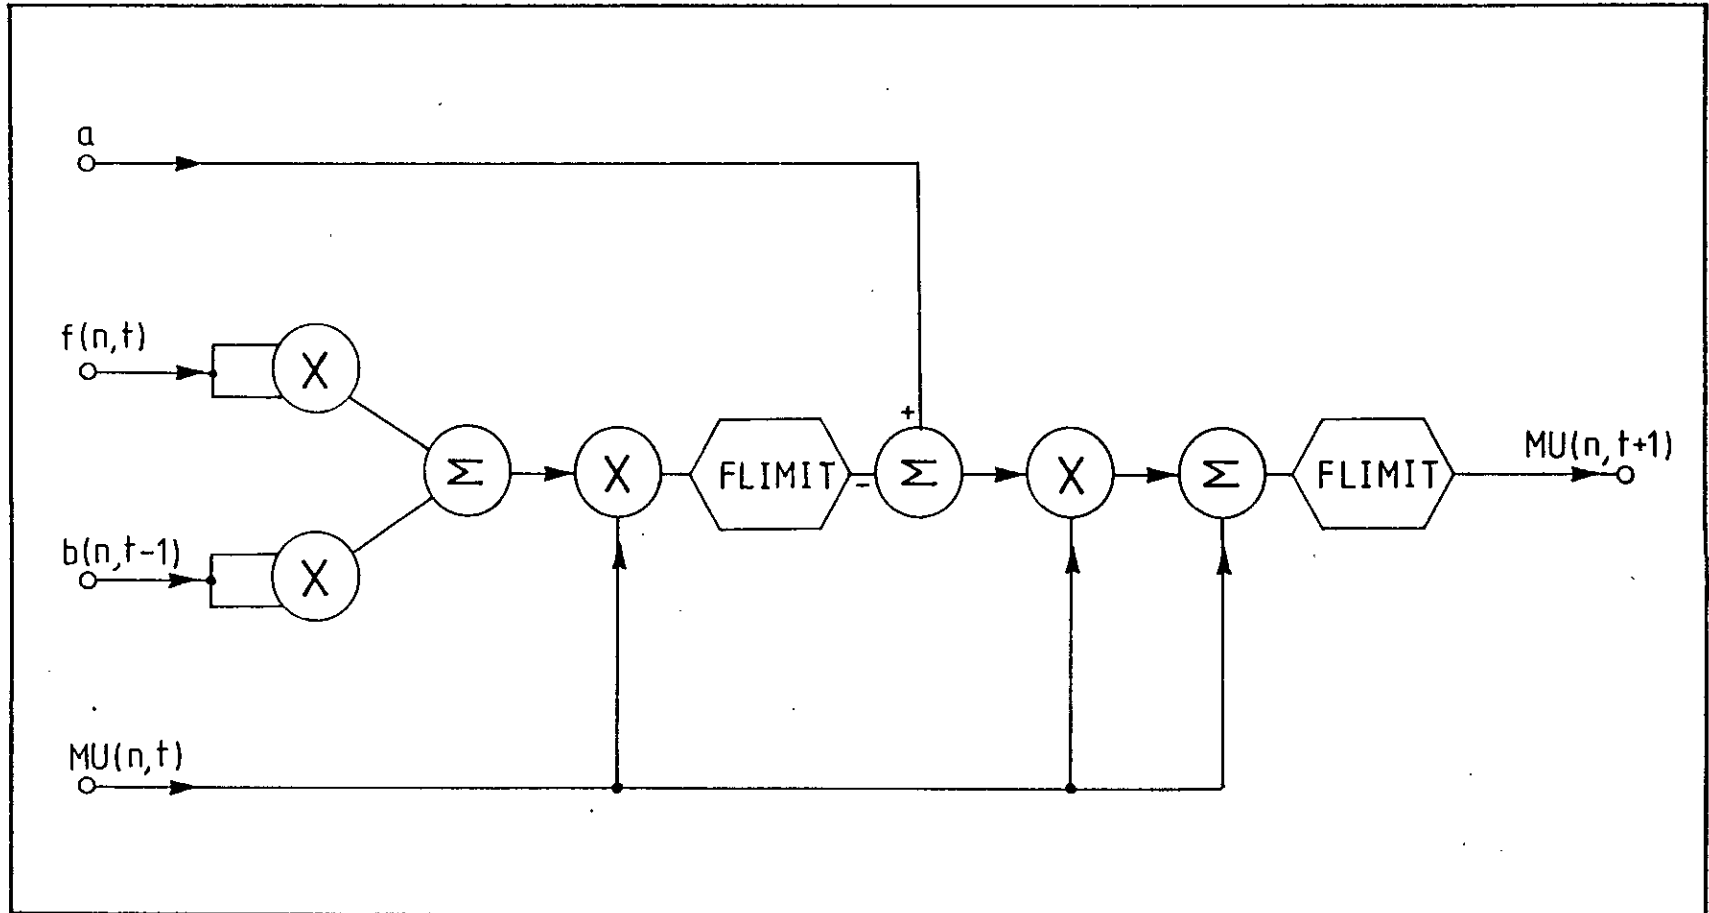 a
f(n,t)
X
+
b(n,t-1)
X
Σ
X
FLIMIT
-
Σ
X
Σ
FLIMIT
MU(n,t+1)
MU(n,t)